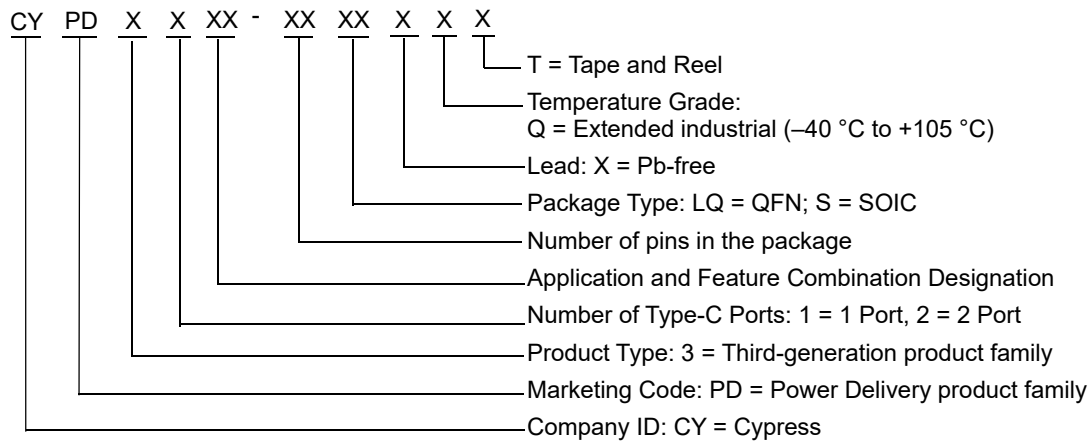 CY PD X X XX - XX XX X X X
T = Tape and Reel
Temperature Grade:
Q = Extended industrial (–40 °C to +105 °C)
Lead: X = Pb-free
Package Type: LQ = QFN; S = SOIC
Number of pins in the package
Application and Feature Combination Designation
Number of Type-C Ports: 1 = 1 Port, 2 = 2 Port
Product Type: 3 = Third-generation product family
Marketing Code: PD = Power Delivery product family
Company ID: CY = Cypress